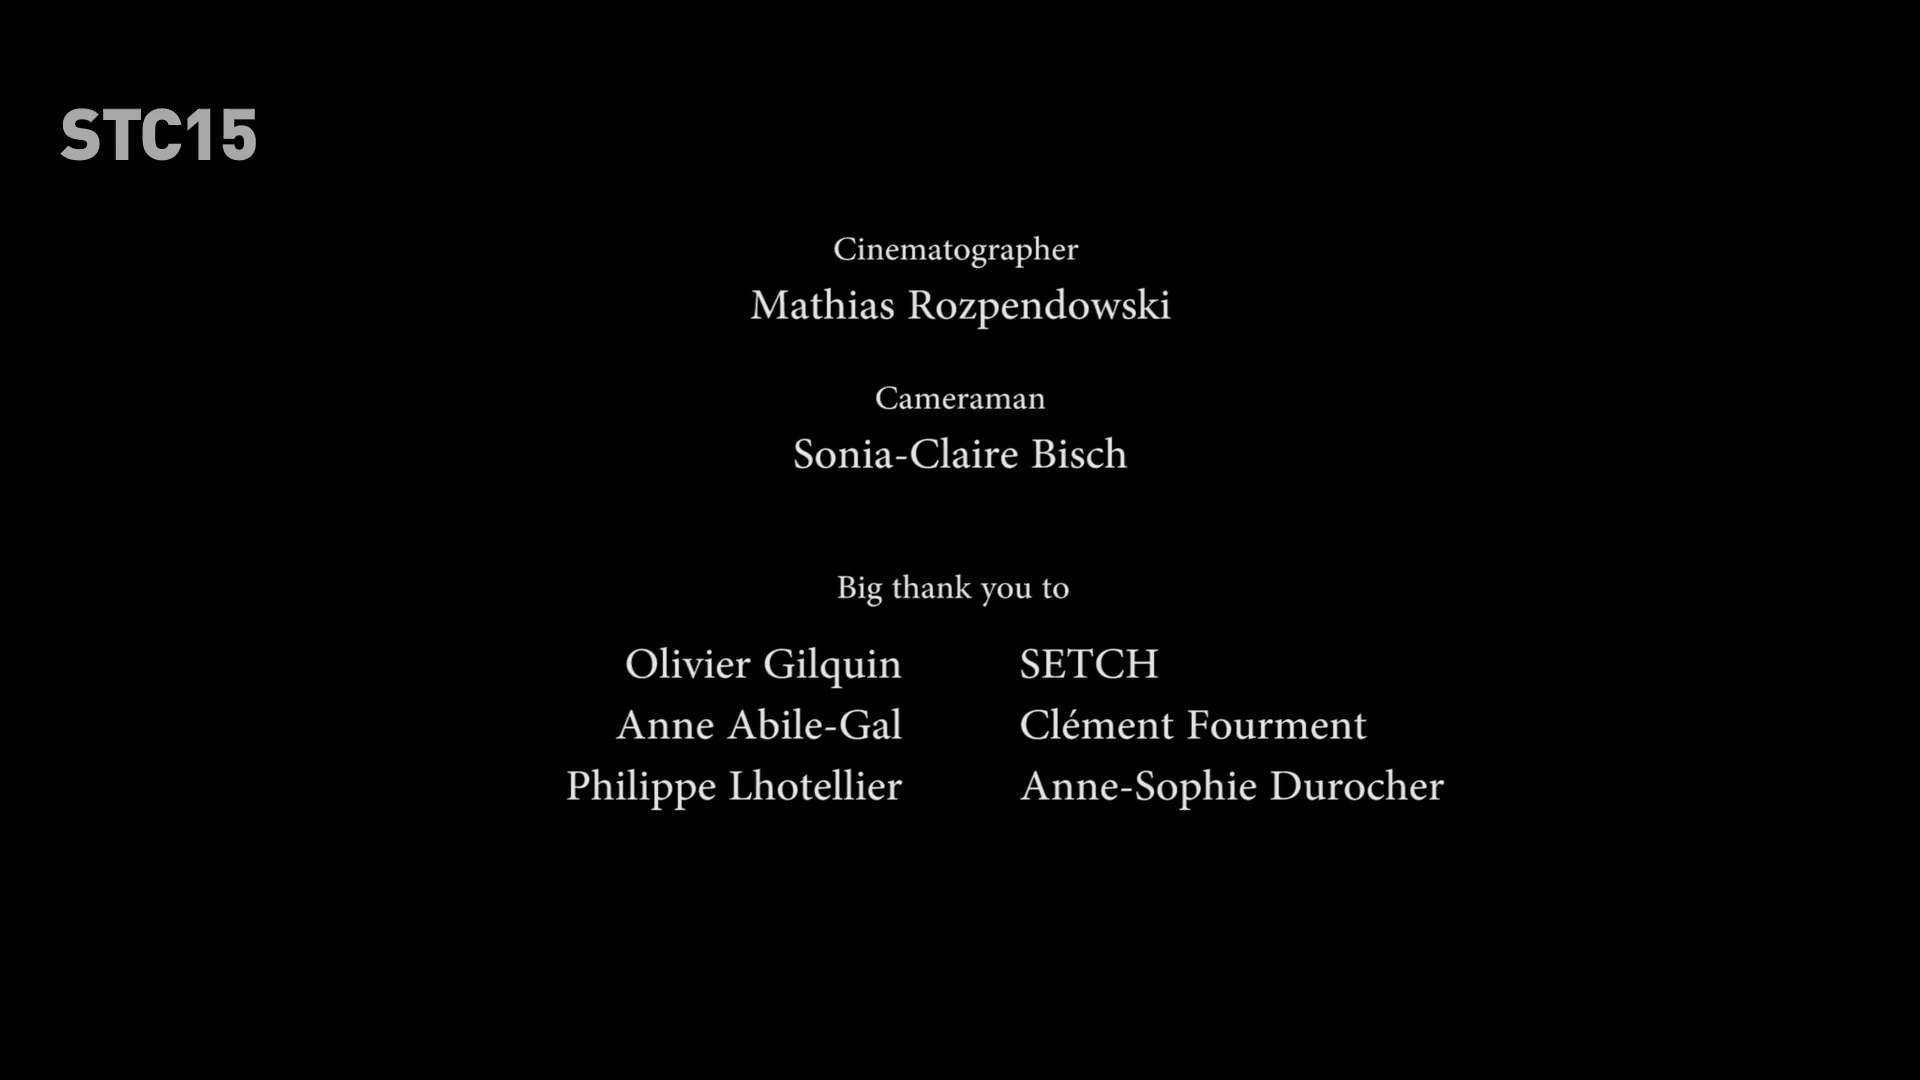 STC15
Cinematographer
Mathias Rozpendowski
Cameraman
Sonia-Claire Bisch
Big thank you to
Olivier Gilquin
SETCH
Anne Abile-Gal
Clément Fourment
Philippe Lhotellier
Anne-Sophie Durocher